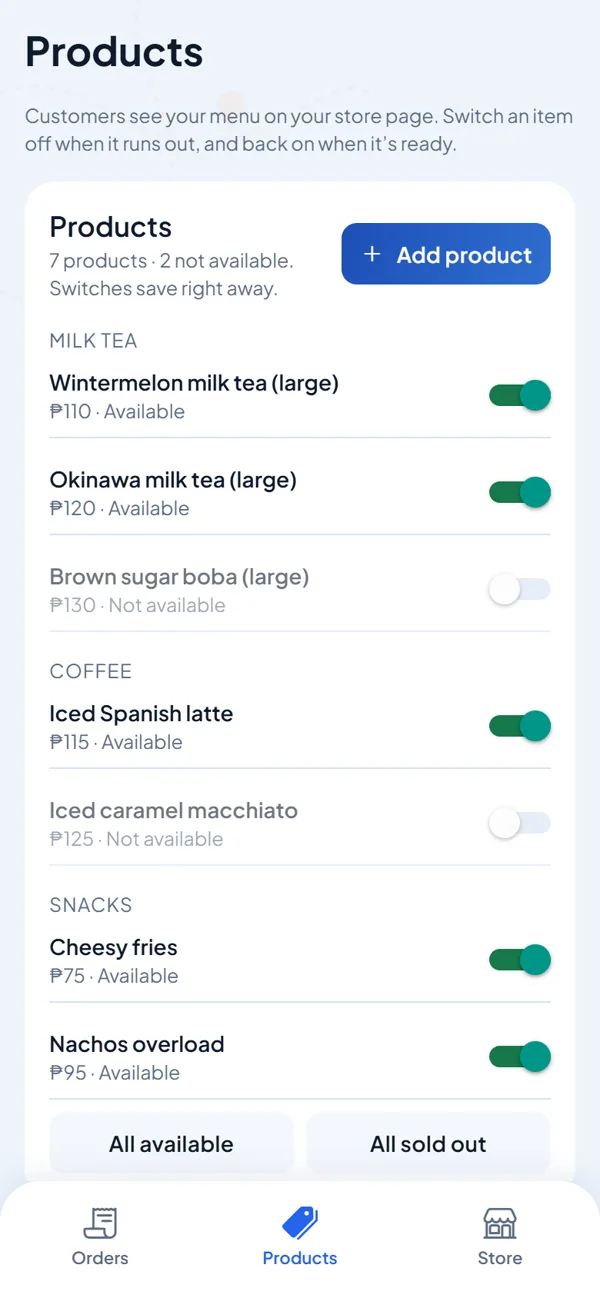 Products
Customers see your menu on your store page. Switch an item
off when it runs out, and back on when it's ready.
Products
7 products · 2 not available.
Switches save right away.
+ Add product
MILK TEA
Wintermelon milk tea (large)
₱110 · Available
Okinawa milk tea (large)
₱120 · Available
Brown sugar boba (large)
₱130 · Not available
COFFEE
Iced Spanish latte
₱115 · Available
Iced caramel macchiato
₱125 · Not available
SNACKS
Cheesy fries
₱75 · Available
Nachos overload
₱95 · Available
All available
All sold out
Orders
Products
Store